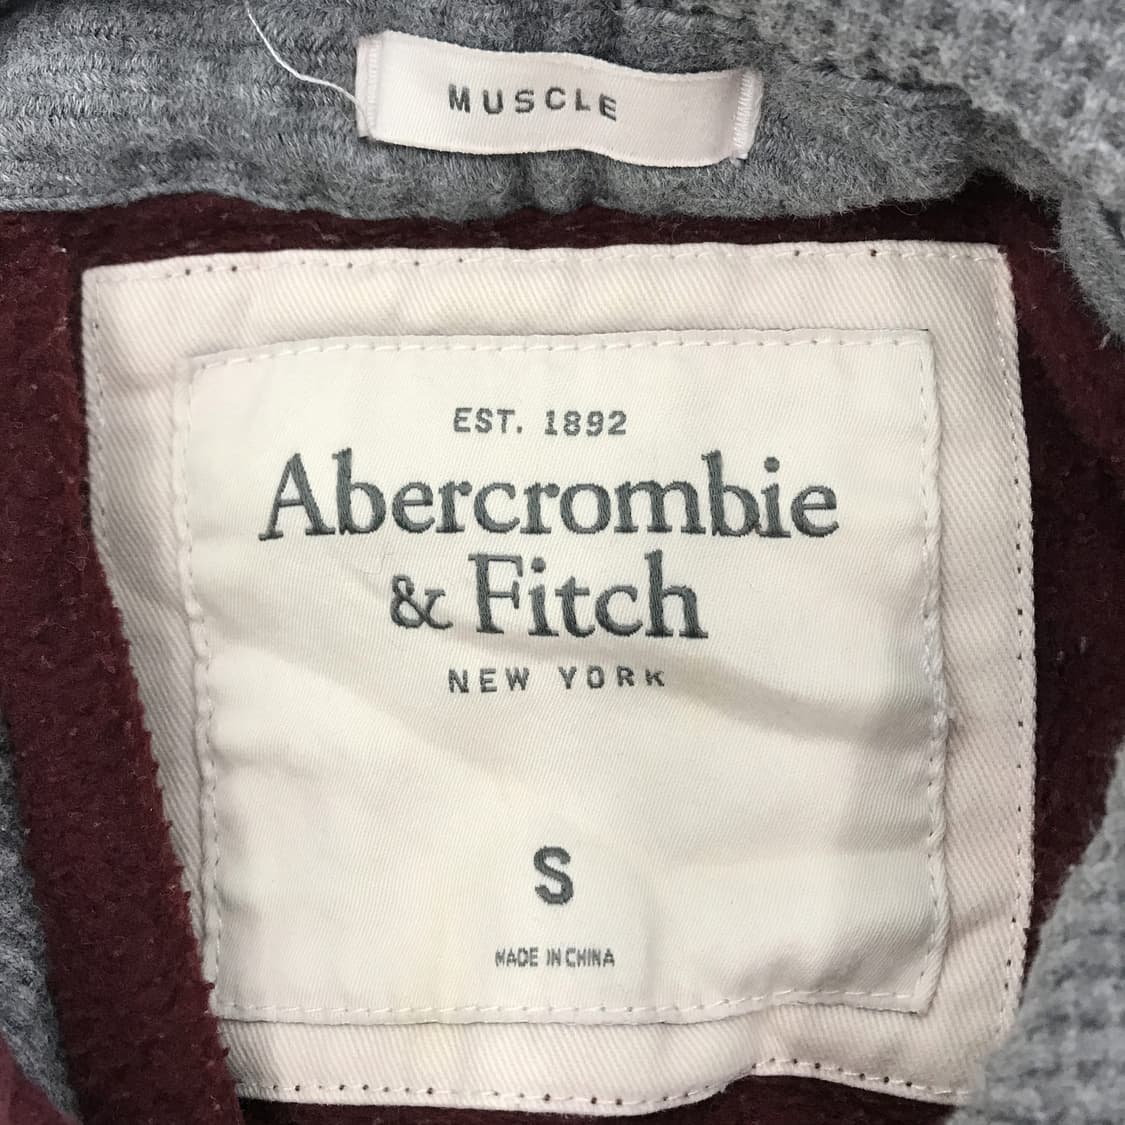 MUSCLE
EST. 1892
Abercrombie
& Fitch
NEW YORK
S
MADE IN CHINA